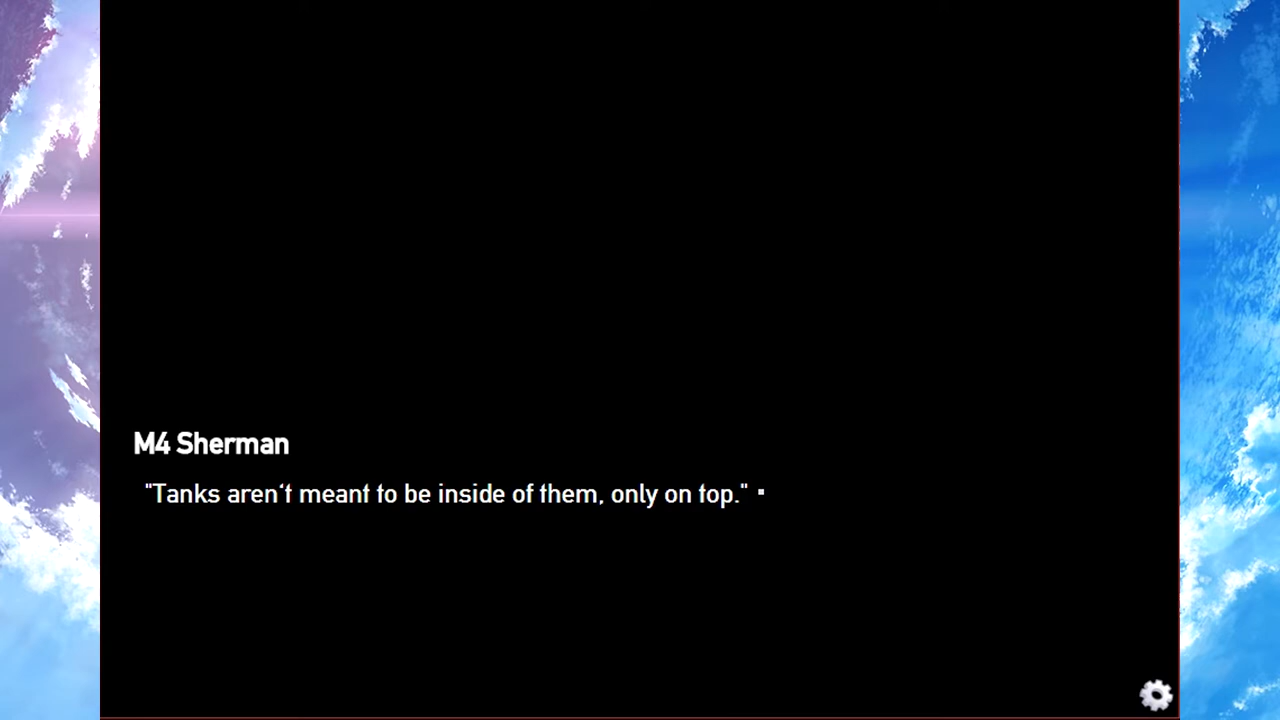 M4 Sherman
"Tanks aren't meant to be inside of them, only on top."